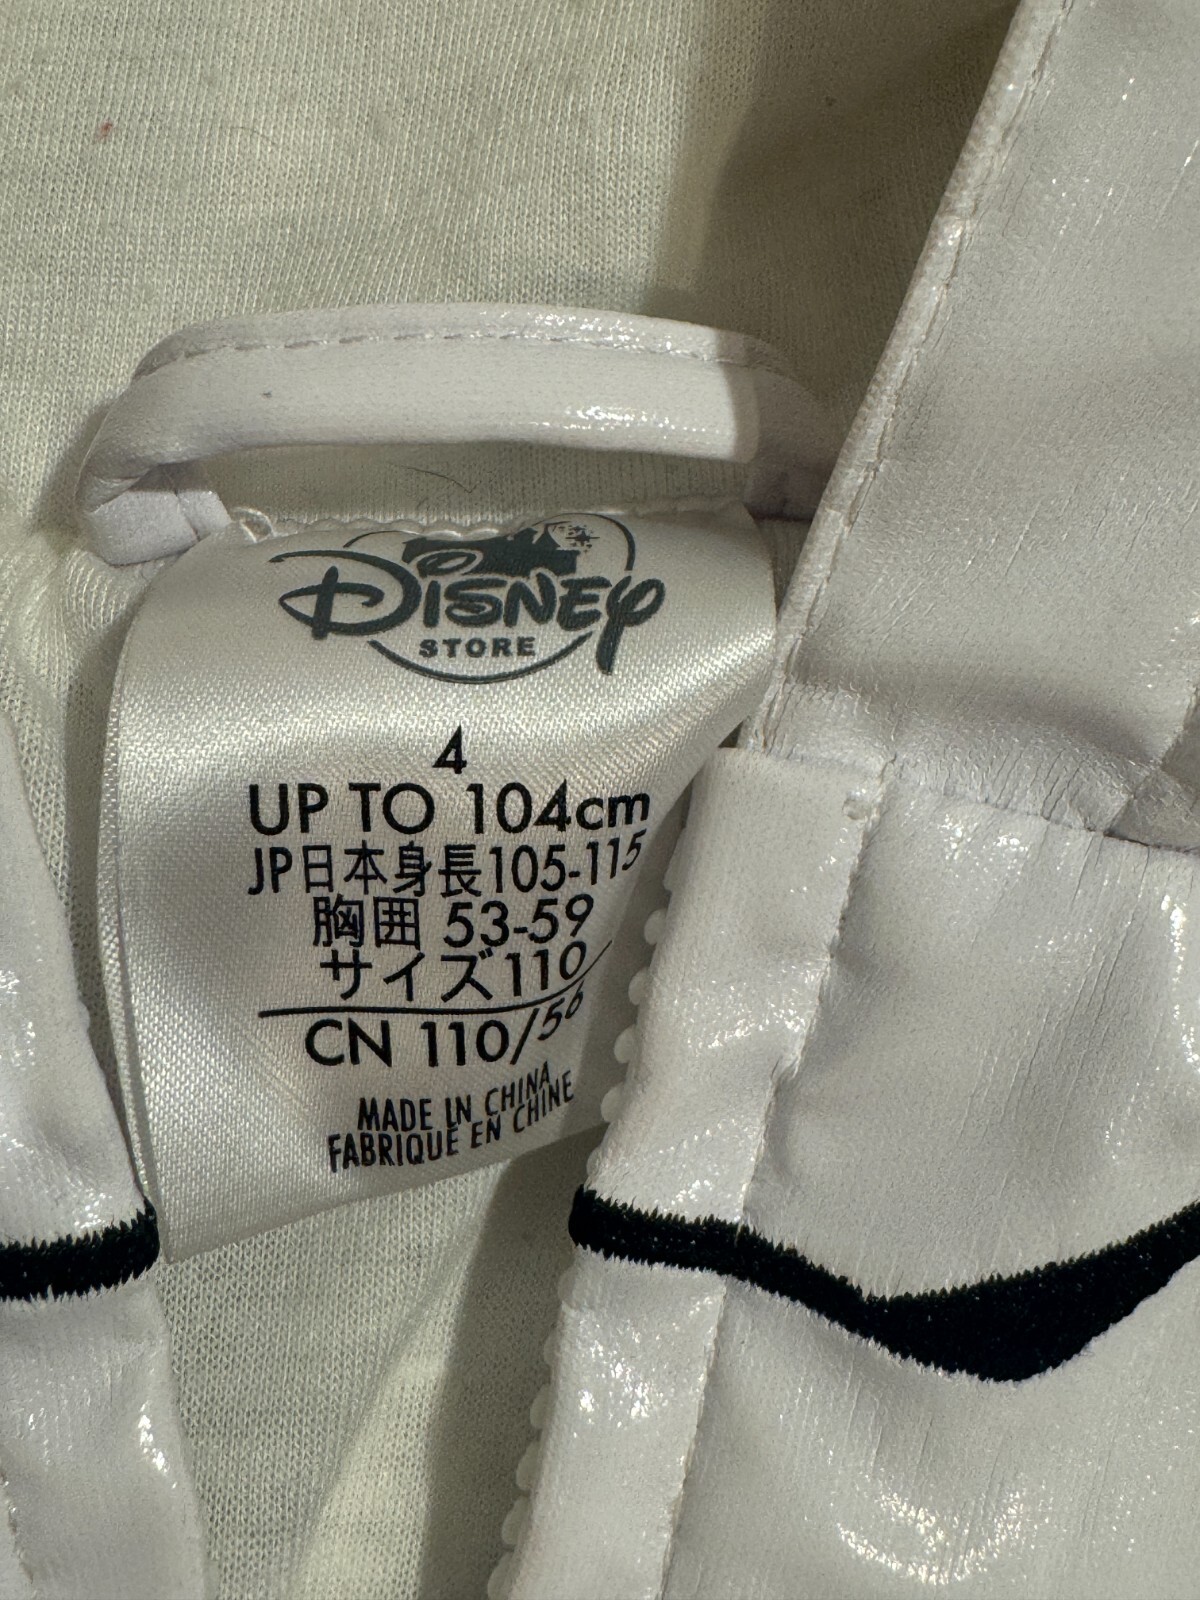 DISNEY
STORE
4
UP TO 104cm
JP日本身長105-115
胸囲 53-59
サイズ110
CN 110/56
MADE IN CHINA
FABRIQUÉ EN CHINE